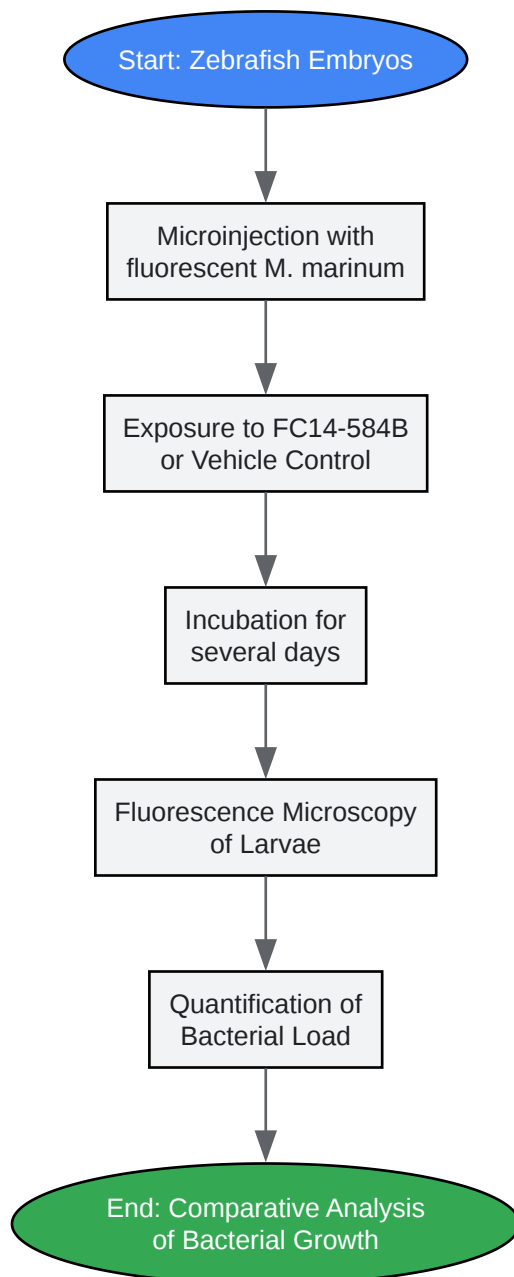 Start: Zebrafish Embryos
Microinjection with
fluorescent M. marinum
Exposure to FC14-584B
or Vehicle Control
Incubation for
several days
Fluorescence Microscopy
of Larvae
Quantification of
Bacterial Load
End: Comparative Analysis
of Bacterial Growth